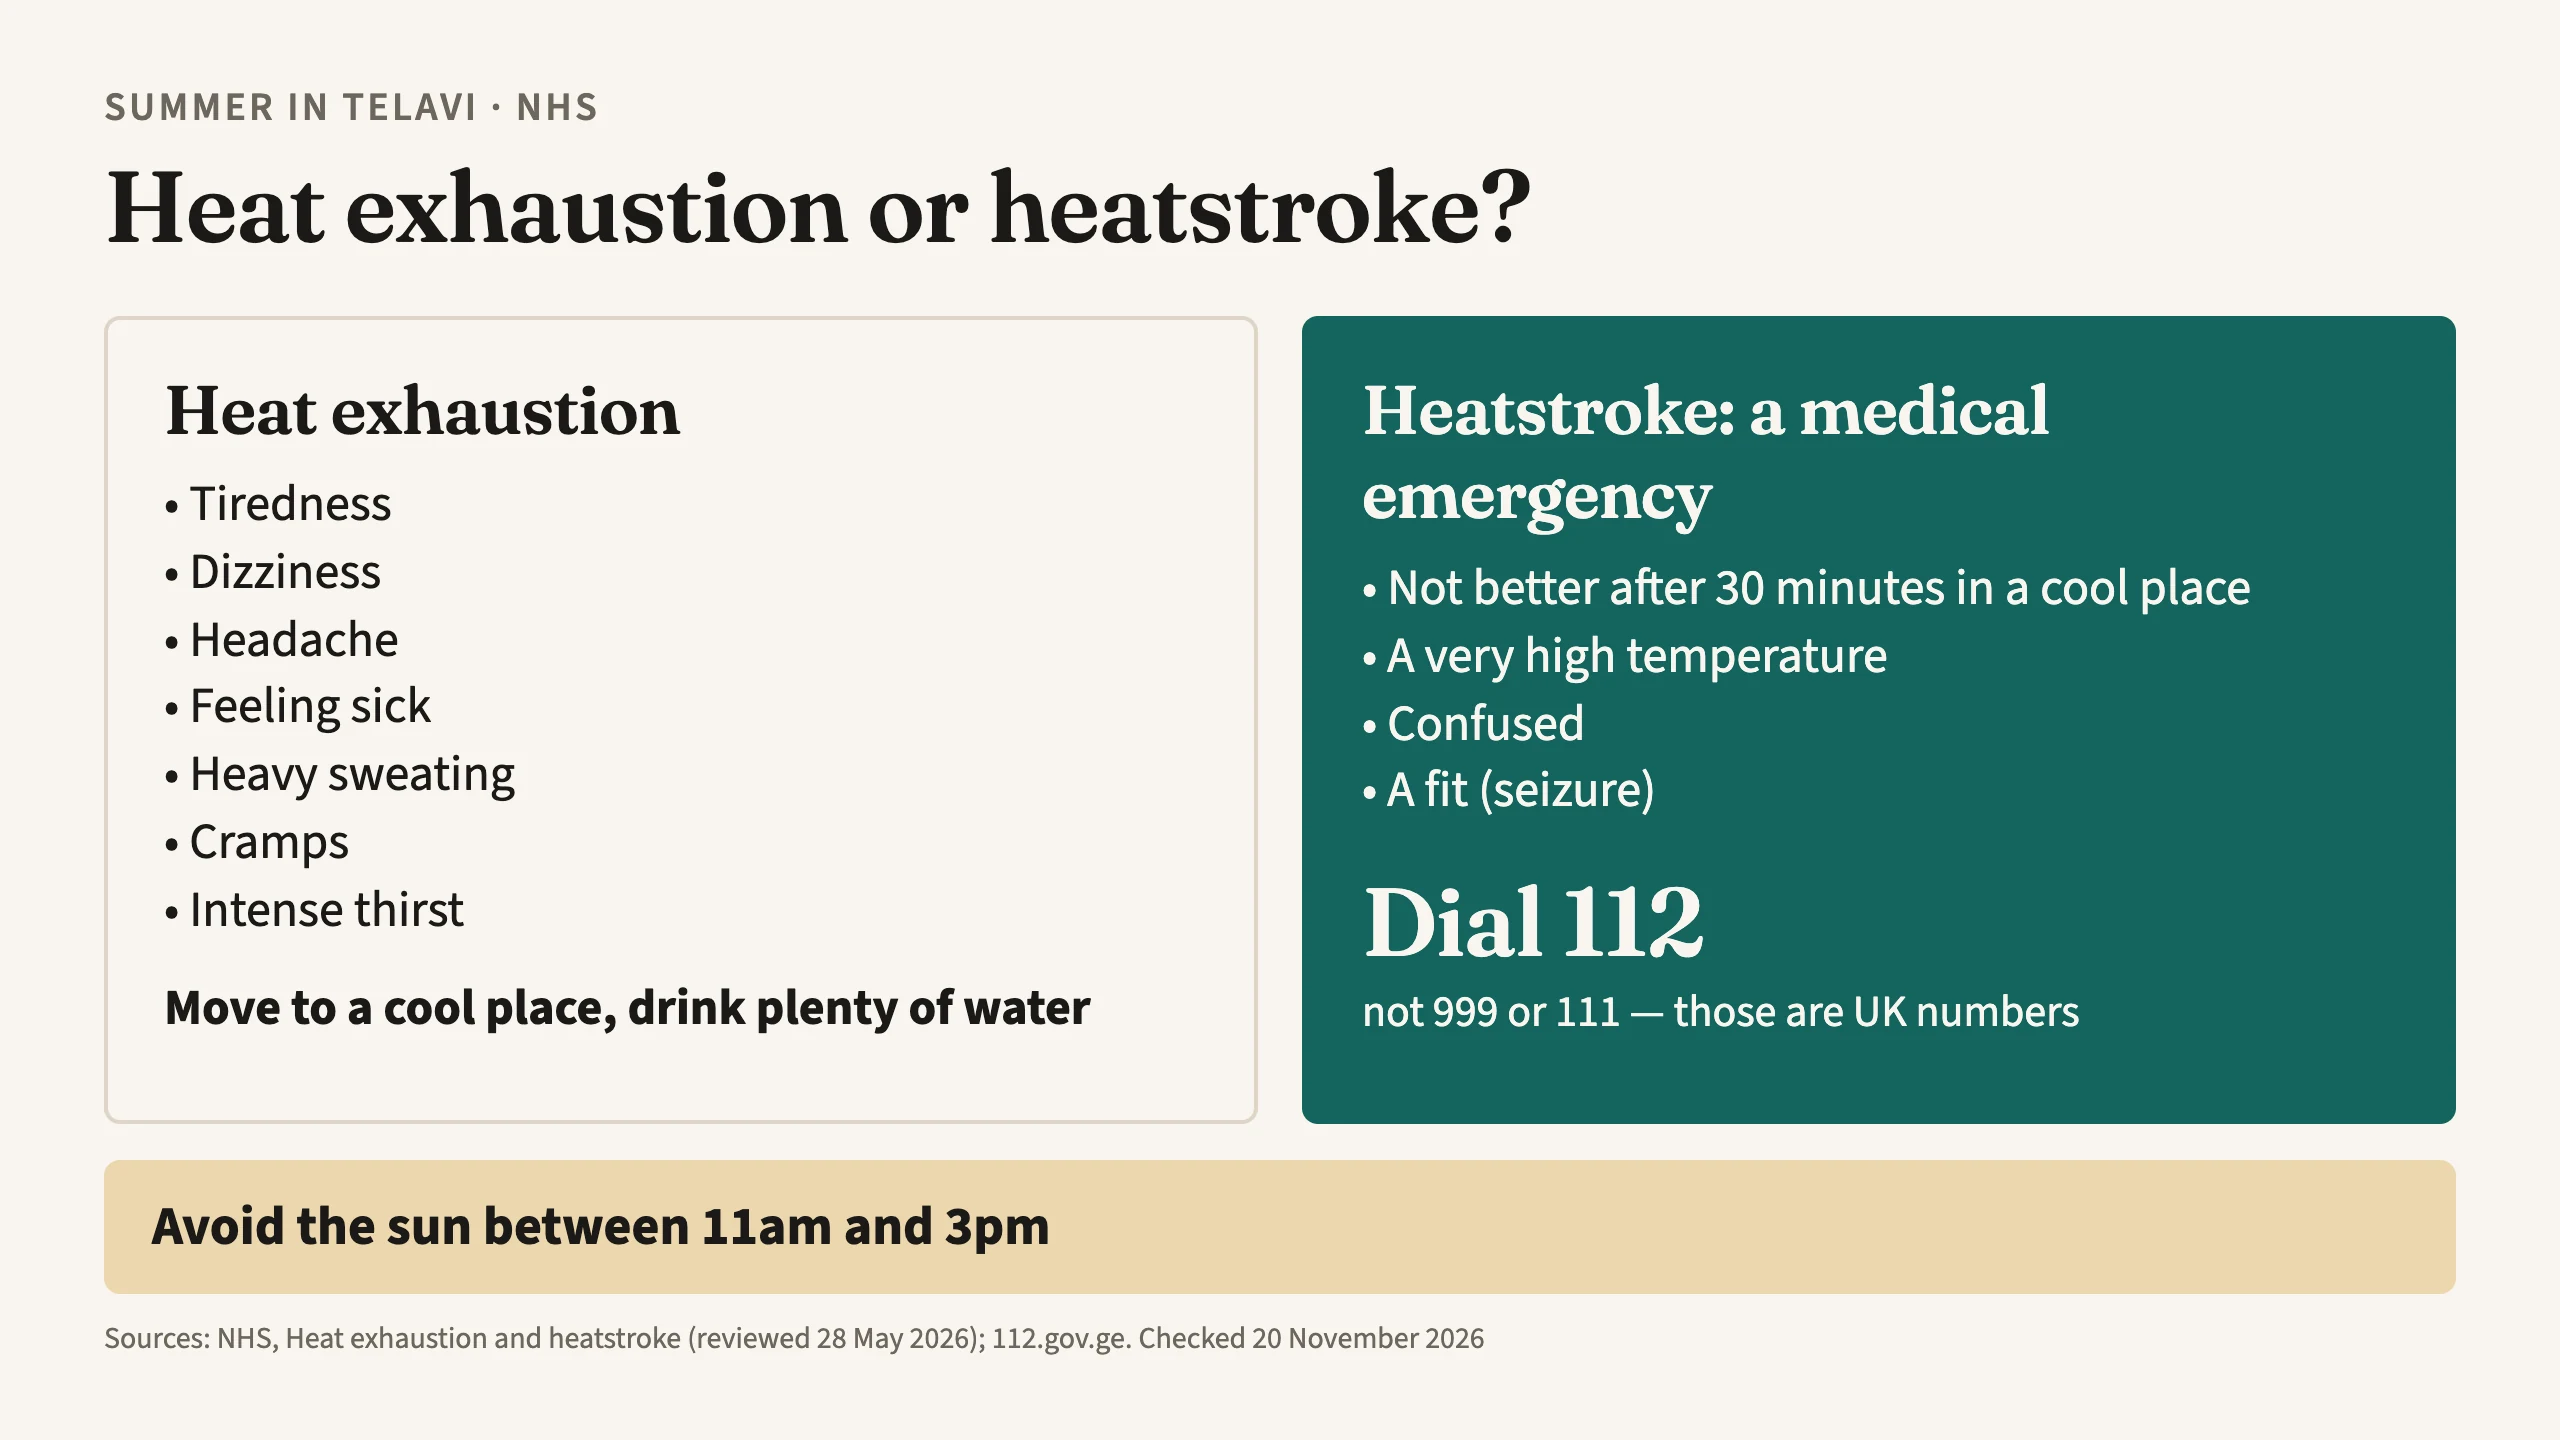 SUMMER IN TELAVI · NHS
Heat exhaustion or heatstroke?
Heat exhaustion
• Tiredness
• Dizziness
• Headache
• Feeling sick
• Heavy sweating
• Cramps
• Intense thirst
Move to a cool place, drink plenty of water
Heatstroke: a medical
emergency
• Not better after 30 minutes in a cool place
• A very high temperature
• Confused
• A fit (seizure)
Dial 112
not 999 or 111 — those are UK numbers
Avoid the sun between 11am and 3pm
Sources: NHS, Heat exhaustion and heatstroke (reviewed 28 May 2026); 112.gov.ge. Checked 20 November 2026